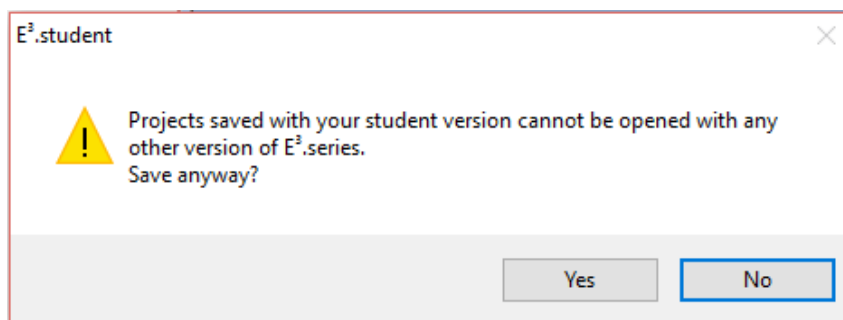 E³.student
Projects saved with your student version cannot be opened with any
other version of E³.series.
Save anyway?
Yes
No